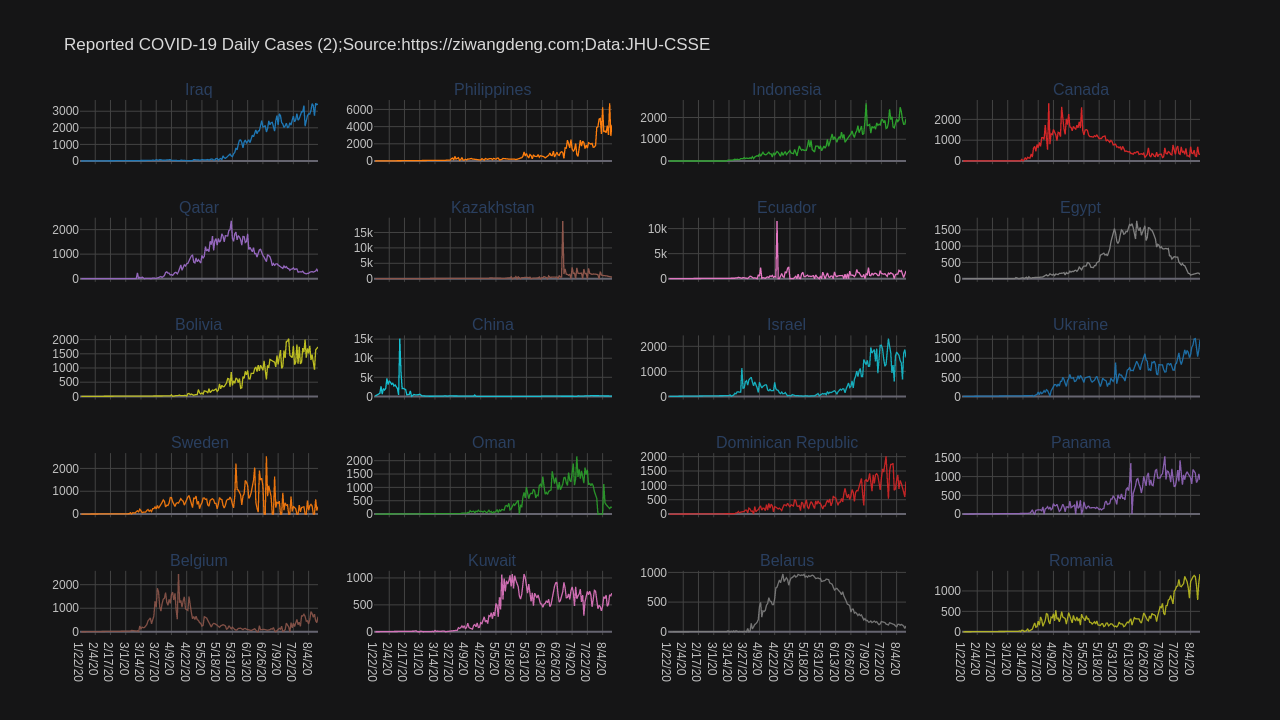 Reported COVID-19 Daily Cases (2);Source:https://ziwangdeng.com;Data:JHU-CSSE
Iraq
3000
2000
1000
0
Philippines
6000
4000
2000
0
Indonesia
2000
1000
0
Canada
2000
1000
0
Qatar
2000
1000
0
Kazakhstan
15k
10k
5k
0
Ecuador
10k
5k
0
Egypt
1500
1000
500
0
Bolivia
2000
1500
1000
500
0
China
15k
10k
5k
0
Israel
2000
1000
0
Ukraine
1500
1000
500
0
Sweden
2000
1000
0
Oman
2000
1500
1000
500
0
Dominican Republic
2000
1500
1000
500
0
Panama
1500
1000
500
0
Belgium
2000
1000
0
Kuwait
1000
500
0
Belarus
1000
500
0
Romania
1000
500
0
1/22/20 2/4/20 2/17/20 3/1/20 3/14/20 3/27/20 4/9/20 4/22/20 5/5/20 5/18/20 5/31/20 6/13/20 6/26/20 7/9/20 7/22/20 8/4/20
1/22/20 2/4/20 2/17/20 3/1/20 3/14/20 3/27/20 4/9/20 4/22/20 5/5/20 5/18/20 5/31/20 6/13/20 6/26/20 7/9/20 7/22/20 8/4/20
1/22/20 2/4/20 2/17/20 3/1/20 3/14/20 3/27/20 4/9/20 4/22/20 5/5/20 5/18/20 5/31/20 6/13/20 6/26/20 7/9/20 7/22/20 8/4/20
1/22/20 2/4/20 2/17/20 3/1/20 3/14/20 3/27/20 4/9/20 4/22/20 5/5/20 5/18/20 5/31/20 6/13/20 6/26/20 7/9/20 7/22/20 8/4/20